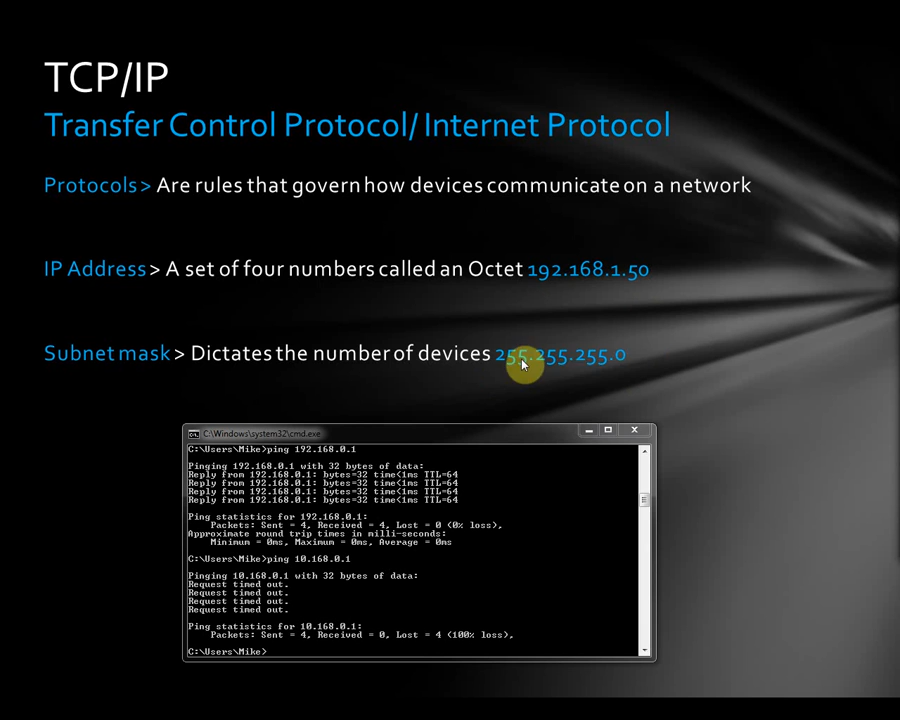 TCP/IP
Transfer Control Protocol/ Internet Protocol
Protocols > Are rules that govern how devices communicate on a network
IP Address > A set of four numbers called an Octet 192.168.1.50
Subnet mask > Dictates the number of devices 255.255.255.0
C:\Windows\system32\cmd.exe
C:\Users\Mike>ping 192.168.0.1
Pinging 192.168.0.1 with 32 bytes of data:
Reply from 192.168.0.1: bytes=32 time<1ms TTL=64
Reply from 192.168.0.1: bytes=32 time<1ms TTL=64
Reply from 192.168.0.1: bytes=32 time<1ms TTL=64
Reply from 192.168.0.1: bytes=32 time<1ms TTL=64
Ping statistics for 192.168.0.1:
Packets: Sent = 4, Received = 4, Lost = 0 (0% loss),
Approximate round trip times in milli-seconds:
Minimum = 0ms, Maximum = 0ms, Average = 0ms
C:\Users\Mike>ping 10.168.0.1
Pinging 10.168.0.1 with 32 bytes of data:
Request timed out.
Request timed out.
Request timed out.
Request timed out.
Ping statistics for 10.168.0.1:
Packets: Sent = 4, Received = 0, Lost = 4 (100% loss),
C:\Users\Mike>